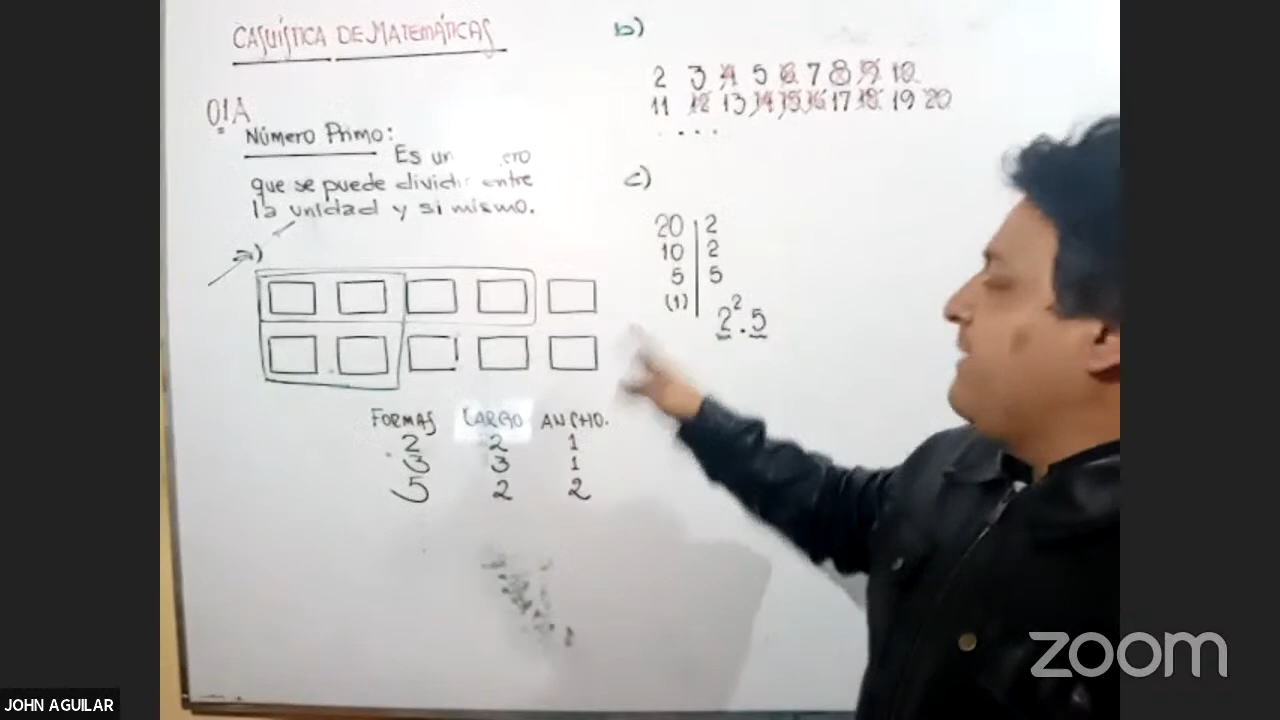 CASUÍSTICA DE MATEMÁTICAS
01A
Número Primo:
Es un ero
que se puede dividi entre
la unidad y si mismo.
a)
FORMAS LARGO ANCHO.
2 2 1
3 3 1
5 2 2
b)
2 3 4 5 6 7 8 9 10
11 12 13 14 15 16 17 18 19 20
. . . .
c)
20 | 2
10 | 2
5 | 5
(1)
2² . 5
zoom
JOHN AGUILAR